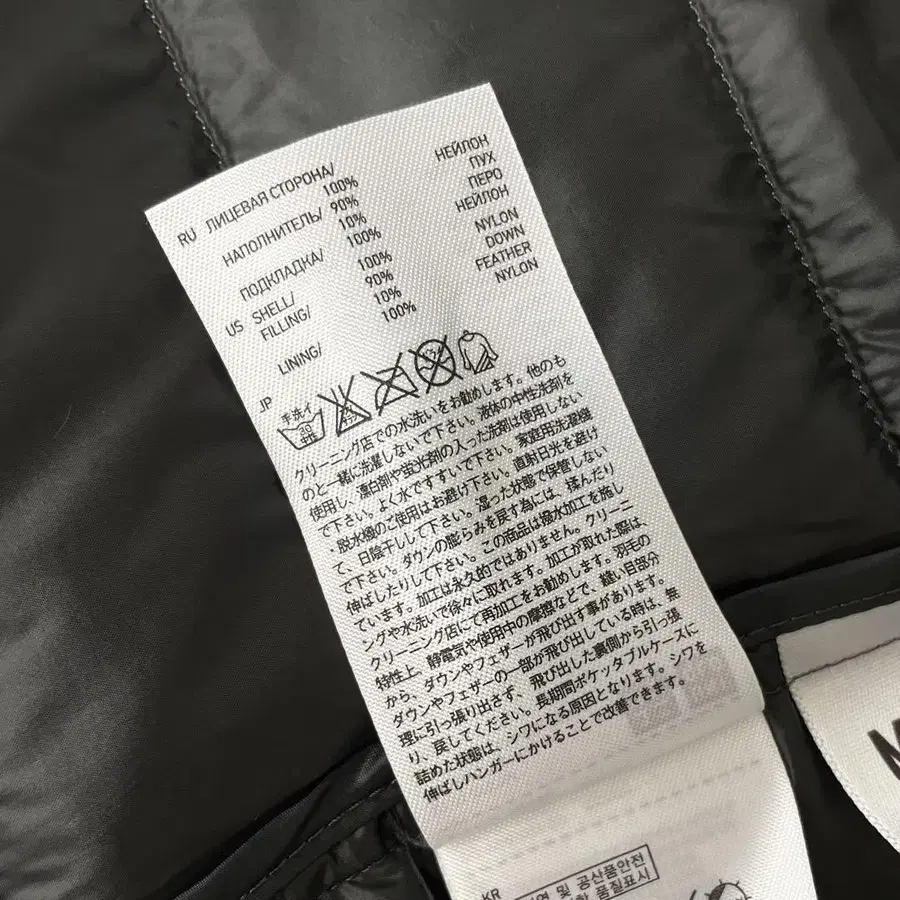 RU ЛИЦЕВАЯ СТОРОНА/ 100% НЕЙЛОН
НАПОЛНИТЕЛЬ/ 90% ПУХ
10% ПЕРО
ПОДКЛАДКА/ 100% НЕЙЛОН
US SHELL/ 100% NYLON
FILLING/ 90% DOWN
10% FEATHER
LINING/ 100% NYLON
JP
手洗イ
30
クリーニング店での水洗いをお勧めします。他のも
のと一緒に洗濯しないで下さい。液体の中性洗剤を
使用し、漂白剤や蛍光剤の入った洗剤は使用しない
で下さい。よく水ですすいで下さい。家庭用洗濯機
・脱水機のご使用はお避け下さい。直射日光を避け
て、日陰干しして下さい。湿った状態で保管しない
で下さい。ダウンの膨らみを戻す為には、揉んだり
伸ばしたりして下さい。この商品は撥水加工を施し
ています。加工は永久的ではありません。クリーニ
ングや水洗いで徐々に取れます。加工が取れた際は、
クリーニング店にて再加工をお勧めします。羽毛の
特性上、静電気や使用中の摩擦などで、縫い目部分
から、ダウンやフェザーが飛び出す事があります。
ダウンやフェザーの一部が飛び出している時は、無
理に引っ張り出さず、飛び出した裏側から引っ張
り、戻してください。長期間ポケッタブルケースに
詰めた状態は、シワになる原因となります。シワを
伸ばしハンガーにかけることで改善できます。
KR 및 공산품안전
품질표시
M